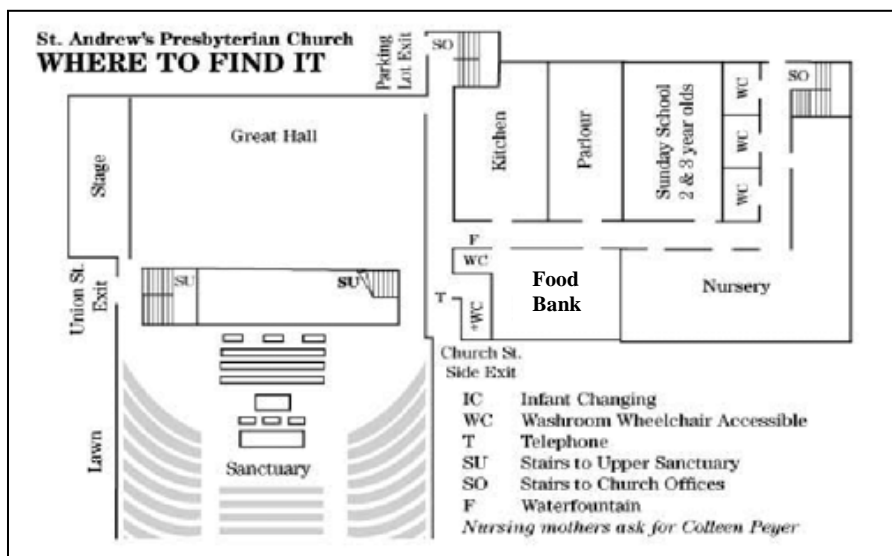 St. Andrew's Presbyterian Church
WHERE TO FIND IT
Parking
Lot Exit
SO
SO
Great Hall
Stage
Kitchen
Parlour
Sunday School
2 & 3 year olds
WC
WC
WC
F
WC
Food
Bank
Nursery
Union St.
Exit
SU
SU
T
+WC
Church St.
Side Exit
Lawn
Sanctuary
IC Infant Changing
WC Washroom Wheelchair Accessible
T Telephone
SU Stairs to Upper Sanctuary
SO Stairs to Church Offices
F Waterfountain
Nursing mothers ask for Colleen Peyer